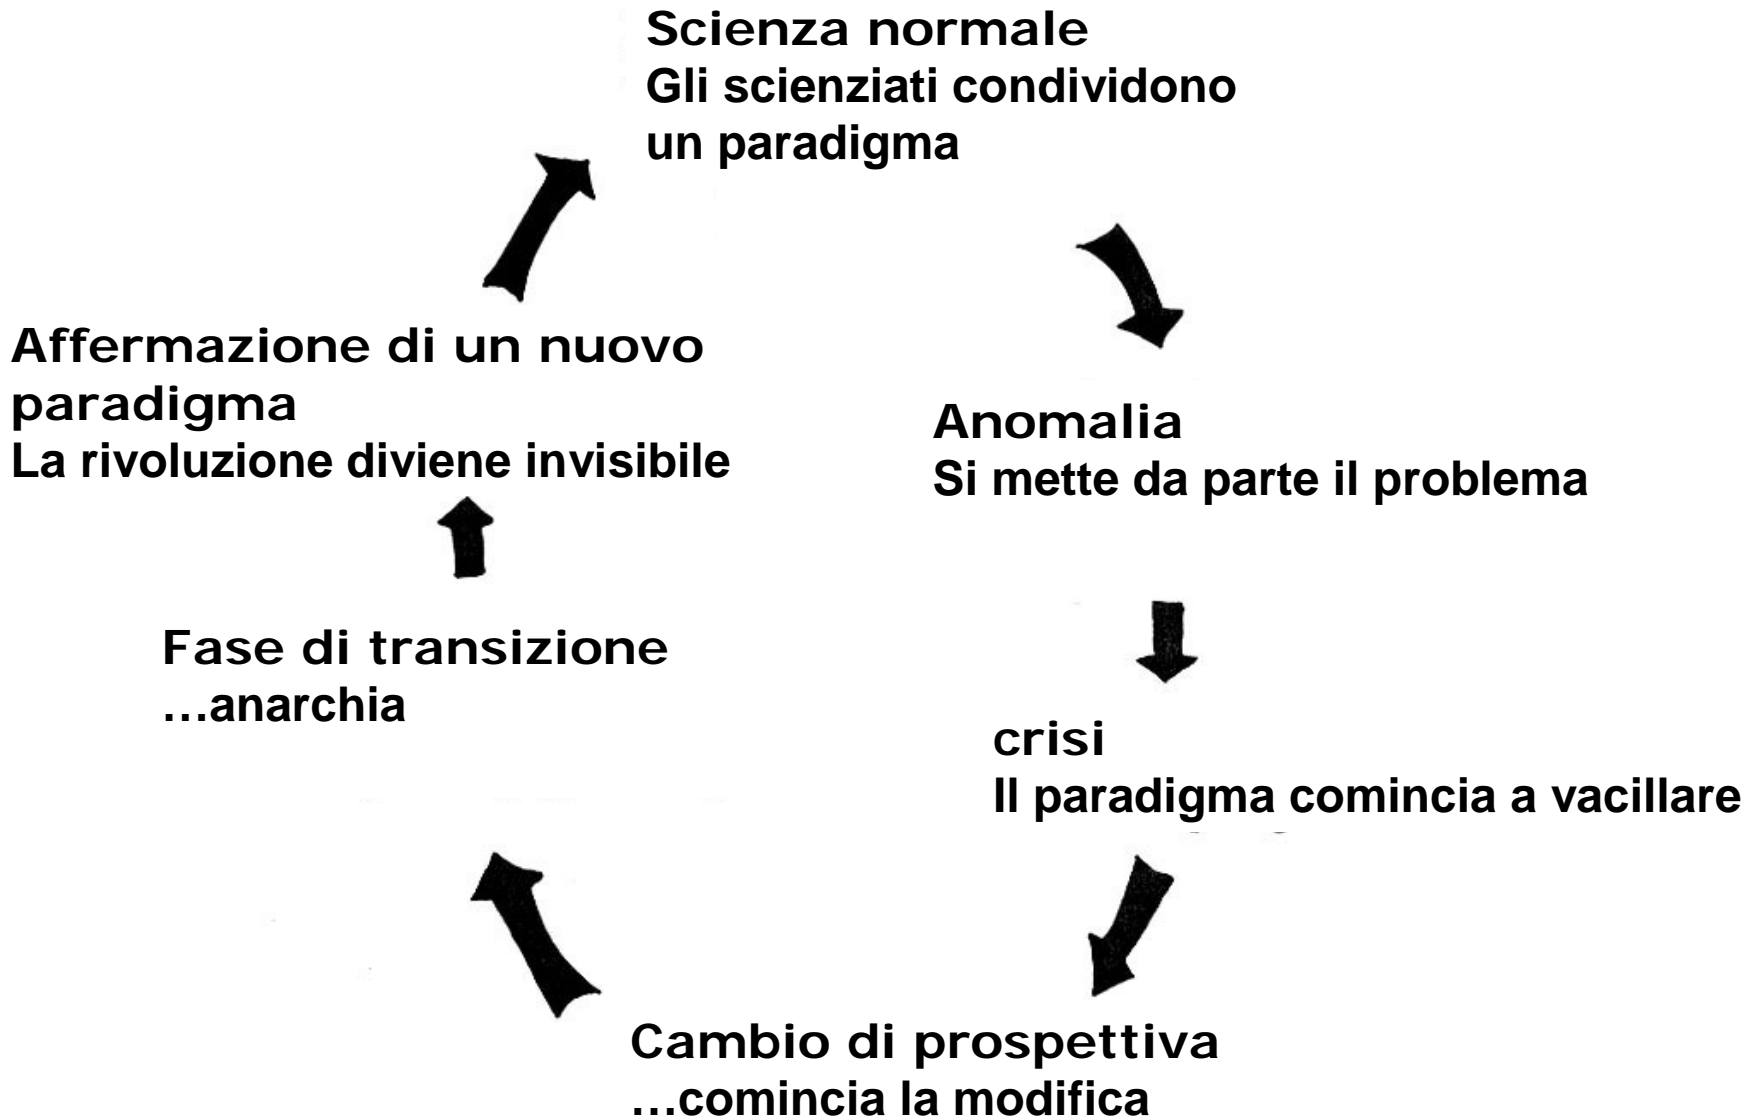 Scienza normale
Gli scienziati condividono
un paradigma
Anomalia
Si mette da parte il problema
crisi
Il paradigma comincia a vacillare
Cambio di prospettiva
…comincia la modifica
Fase di transizione
…anarchia
Affermazione di un nuovo
paradigma
La rivoluzione diviene invisibile